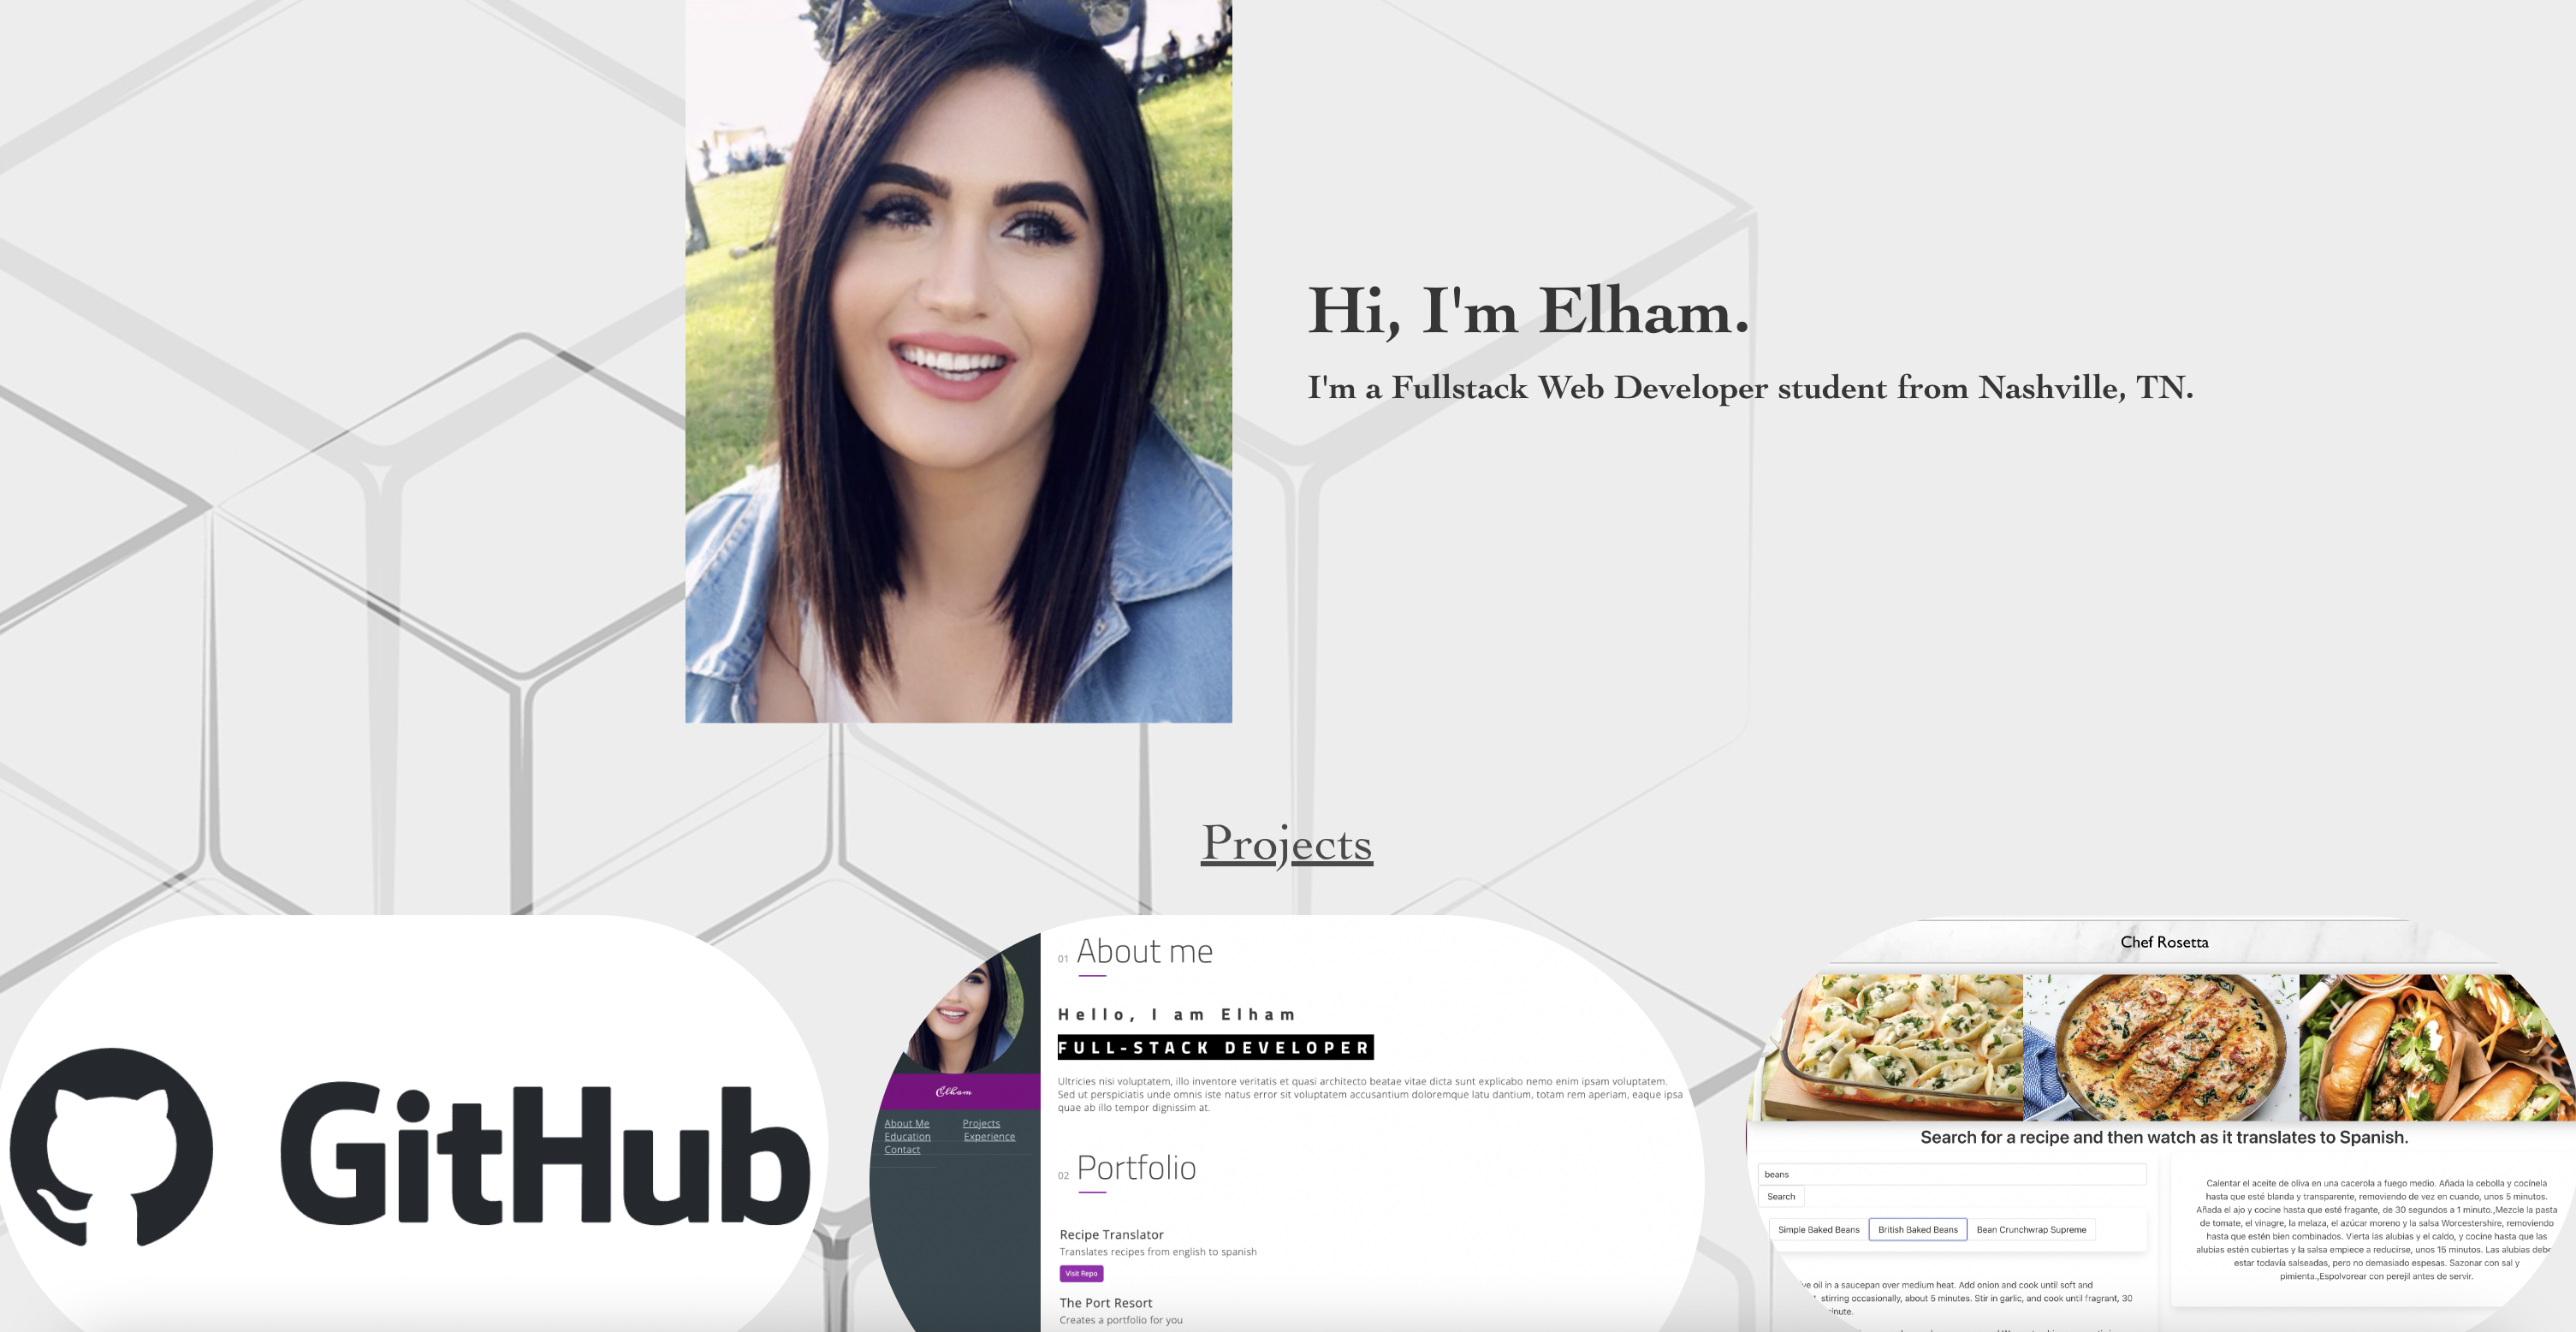 Hi, I'm Elham.
I'm a Fullstack Web Developer student from Nashville, TN.
Projects
GitHub
01 About me
Hello, I am Elham
FULL-STACK DEVELOPER
Ultricies nisi voluptatem, illo inventore veritatis et quasi architecto beatae vitae dicta sunt explicabo nemo enim ipsam voluptatem.
Sed ut perspiciatis unde omnis iste natus error sit voluptatem accusantium doloremque latu dantium, totam rem aperiam, eaque ipsa
quae ab illo tempor dignissim at.
Elham
About Me Projects
Education Experience
Contact
02 Portfolio
Recipe Translator
Translates recipes from english to spanish
Visit Repo
The Port Resort
Creates a portfolio for you
Chef Rosetta
Search for a recipe and then watch as it translates to Spanish.
beans
Search
Simple Baked Beans British Baked Beans Bean Crunchwrap Supreme
oil in a saucepan over medium heat. Add onion and cook until soft and
stirring occasionally, about 5 minutes. Stir in garlic, and cook until fragrant, 30
Calentar el aceite de oliva en una cacerola a fuego medio. Añada la cebolla y cocínela
hasta que esté blanda y transparente, removiendo de vez en cuando, unos 5 minutos.
Añada el ajo y cocine hasta que esté fragante, de 30 segundos a 1 minuto.,Mezcle la pasta
de tomate, el vinagre, la melaza, el azúcar moreno y la salsa Worcestershire, removiendo
hasta que estén bien combinados. Vierta las alubias y el caldo, y cocine hasta que las
alubias estén cubiertas y la salsa empiece a reducirse, unos 15 minutos. Las alubias
estar todavía salseadas, pero no demasiado espesas. Sazonar con sal y
pimienta.,Espolvorear con perejil antes de servir.